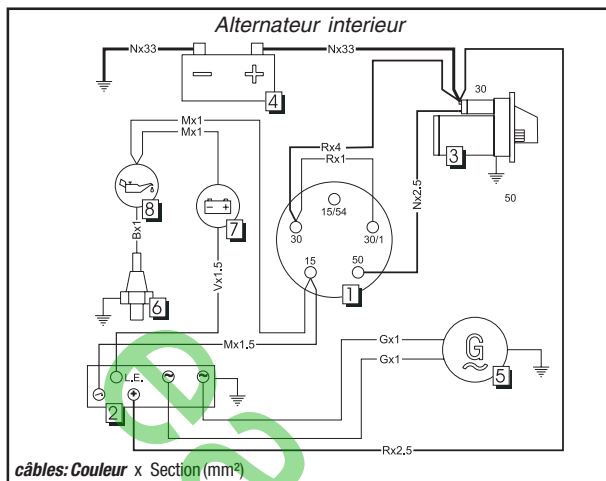 Alternateur interieur
Nx33
Nx33
4
30
3
50
Mx1
Mx1
Rx4
Rx1
Nx2.5
8
7
15/54
30
30/1
15
50
1
Bx1
Vx1.5
6
Mx1.5
Gx1
Gx1
G
5
L.E.
2
Rx2.5
câbles: Couleur x Section (mm²)